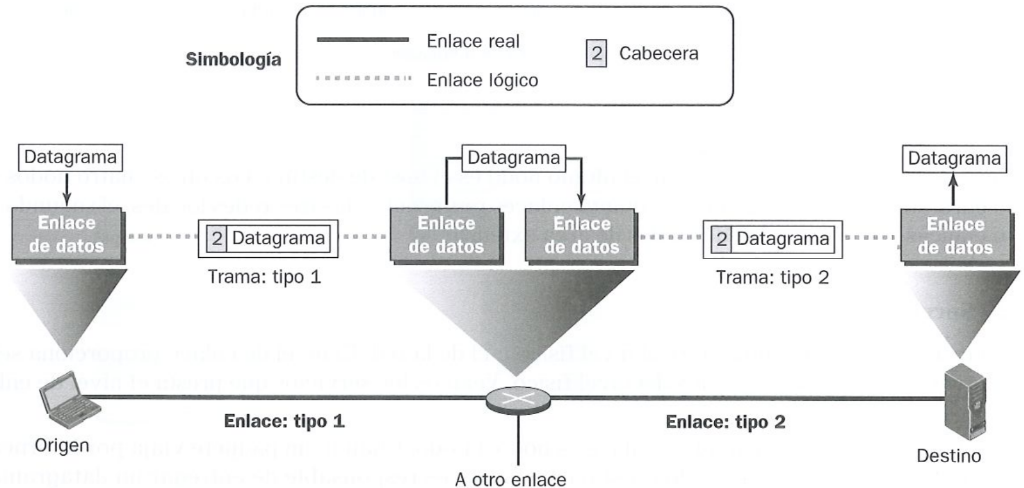 Simbología
Enlace real
Enlace lógico
2 Cabecera
Datagrama
Datagrama
Datagrama
Enlace de datos
2 Datagrama
Enlace de datos
Enlace de datos
2 Datagrama
Enlace de datos
Trama: tipo 1
Trama: tipo 2
Enlace: tipo 1
Enlace: tipo 2
Origen
Destino
A otro enlace